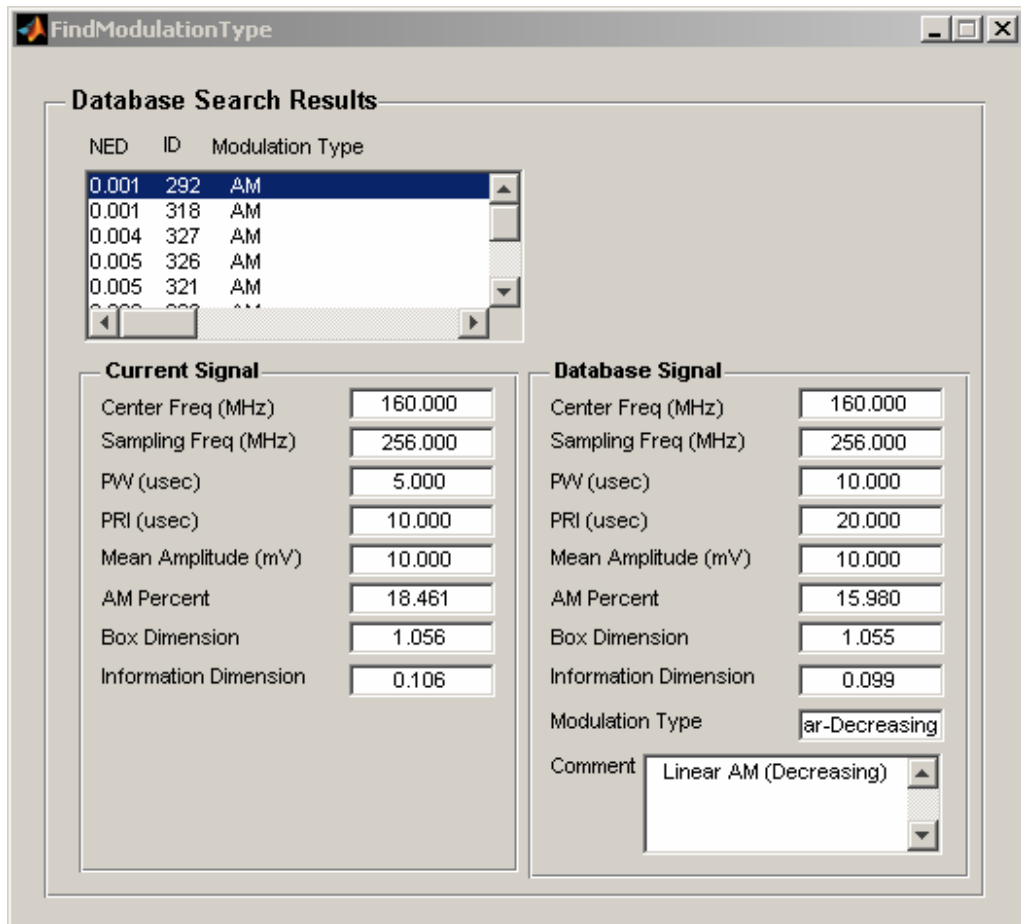 FindModulationType
Database Search Results
NED ID Modulation Type
0.001 292 AM
0.001 318 AM
0.004 327 AM
0.005 326 AM
0.005 321 AM
Current Signal
Center Freq (MHz) 160.000
Sampling Freq (MHz) 256.000
PW (usec) 5.000
PRI (usec) 10.000
Mean Amplitude (mV) 10.000
AM Percent 18.461
Box Dimension 1.056
Information Dimension 0.106
Database Signal
Center Freq (MHz) 160.000
Sampling Freq (MHz) 256.000
PW (usec) 10.000
PRI (usec) 20.000
Mean Amplitude (mV) 10.000
AM Percent 15.980
Box Dimension 1.055
Information Dimension 0.099
Modulation Type ar-Decreasing
Comment Linear AM (Decreasing)